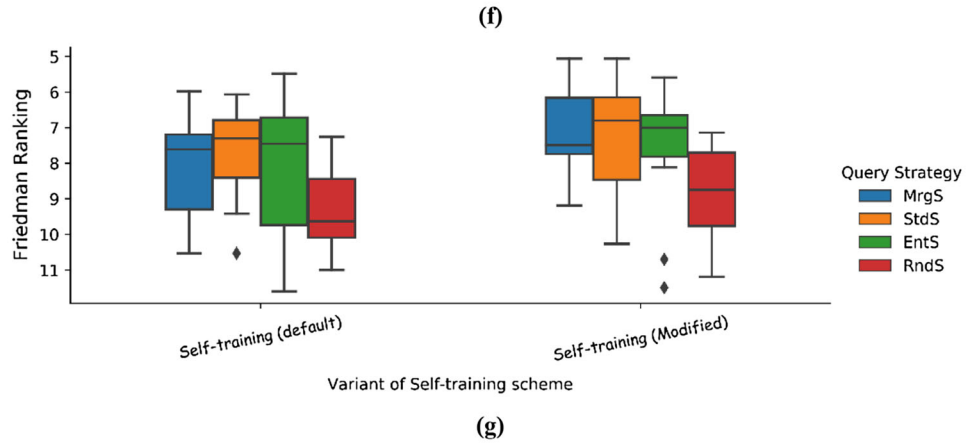 (f)
Friedman Ranking
5
6
7
8
9
10
11
Self-training (default)
Self-training (Modified)
Variant of Self-training scheme
Query Strategy
MrgS
StdS
EntS
RndS
(g)